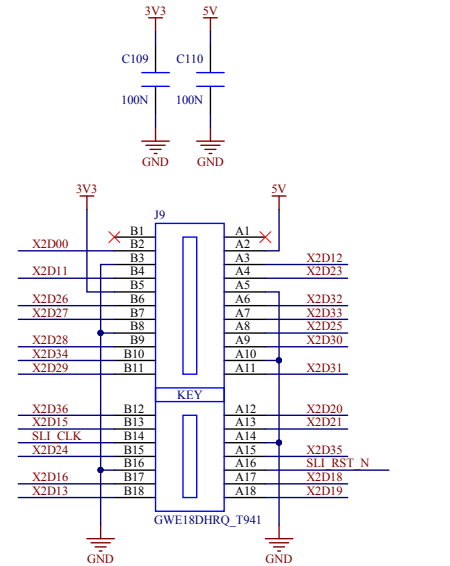 3V3 5V
C109 C110
100N 100N
GND GND
3V3 5V
J9
B1 A1
X2D00 B2 A2
B3 A3 X2D12
X2D11 B4 A4 X2D23
B5 A5
X2D26 B6 A6 X2D32
X2D27 B7 A7 X2D33
B8 A8 X2D25
X2D28 B9 A9 X2D30
X2D34 B10 A10
X2D29 B11 A11 X2D31
KEY
X2D36 B12 A12 X2D20
X2D15 B13 A13 X2D21
SLI_CLK B14 A14
X2D24 B15 A15 X2D35
B16 A16 SLI_RST_N
X2D16 B17 A17 X2D18
X2D13 B18 A18 X2D19
GWE18DHRQ_T941
GND GND